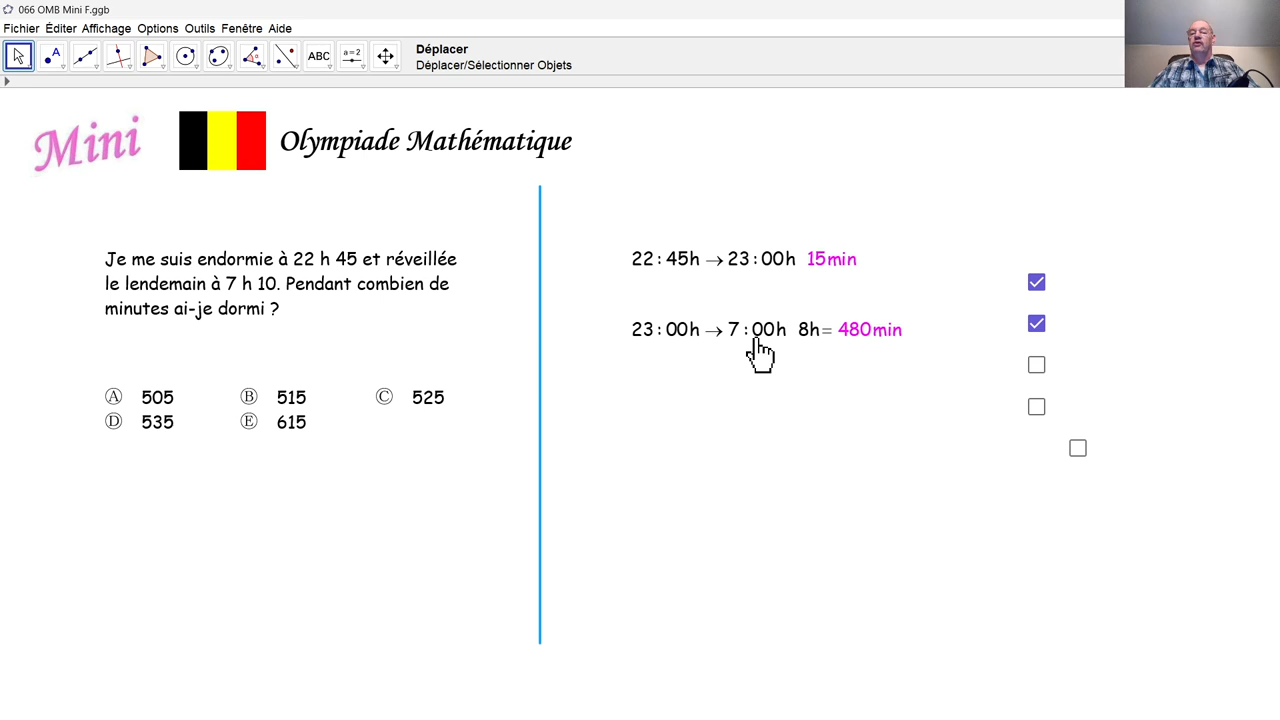 066 OMB Mini F.ggb
Fichier Éditer Affichage Options Outils Fenêtre Aide
ABC
a=2
Déplacer
Déplacer/Sélectionner Objets
Mini
Olympiade Mathématique
Je me suis endormie à 22 h 45 et réveillée
le lendemain à 7 h 10. Pendant combien de
minutes ai-je dormi ?
Ⓐ 505 Ⓑ 515 Ⓒ 525
Ⓓ 535 Ⓔ 615
22:45h → 23:00h 15min
23:00h → 7:00h 8h = 480min